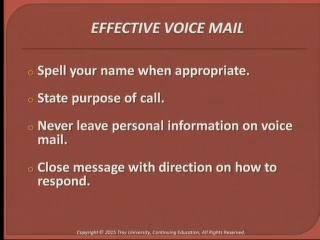 EFFECTIVE VOICE MAIL
Spell your name when appropriate.
State purpose of call.
Never leave personal information on voice
mail.
Close message with direction on how to
respond.
Copyright © 2015 Troy University, Continuing Education, All Rights Reserved.